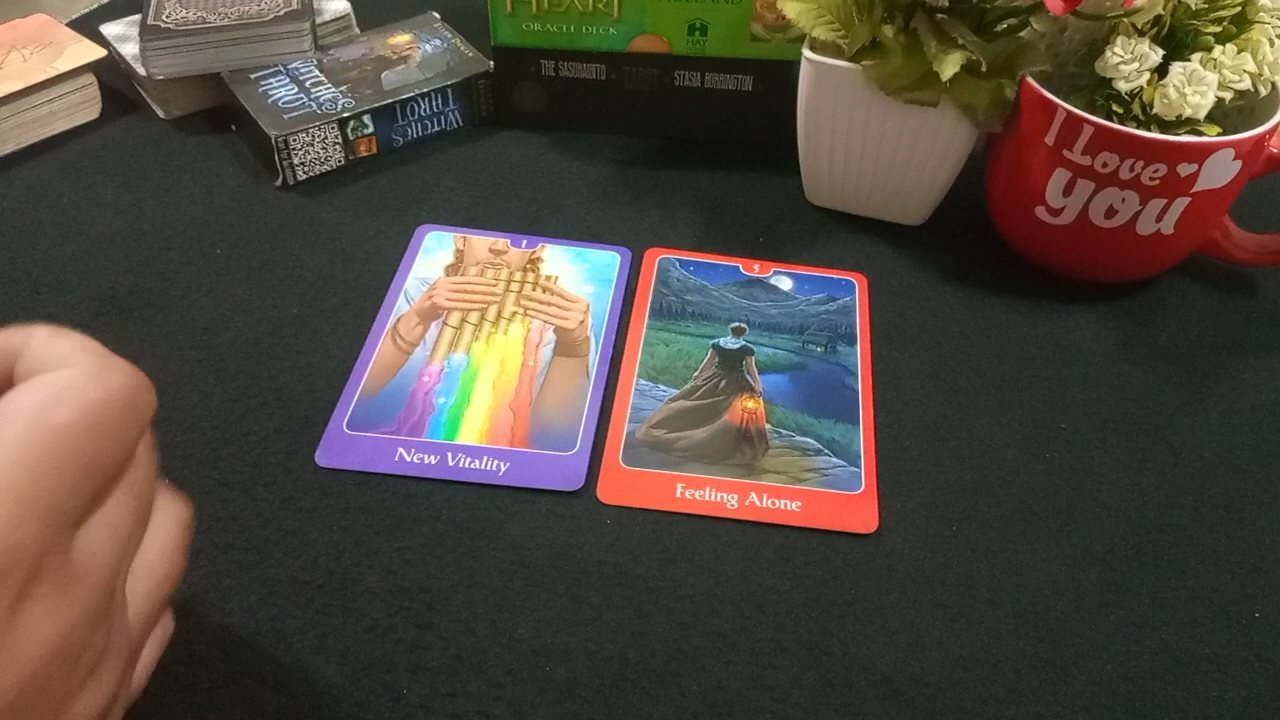 HEART
ORACLE DECK
HAY
THE SASURAIBITO TAROT STASIA BURRINGTON
WITCHES
TAROT
WITCHES
TAROT
I Love
you
1
New Vitality
5
Feeling Alone